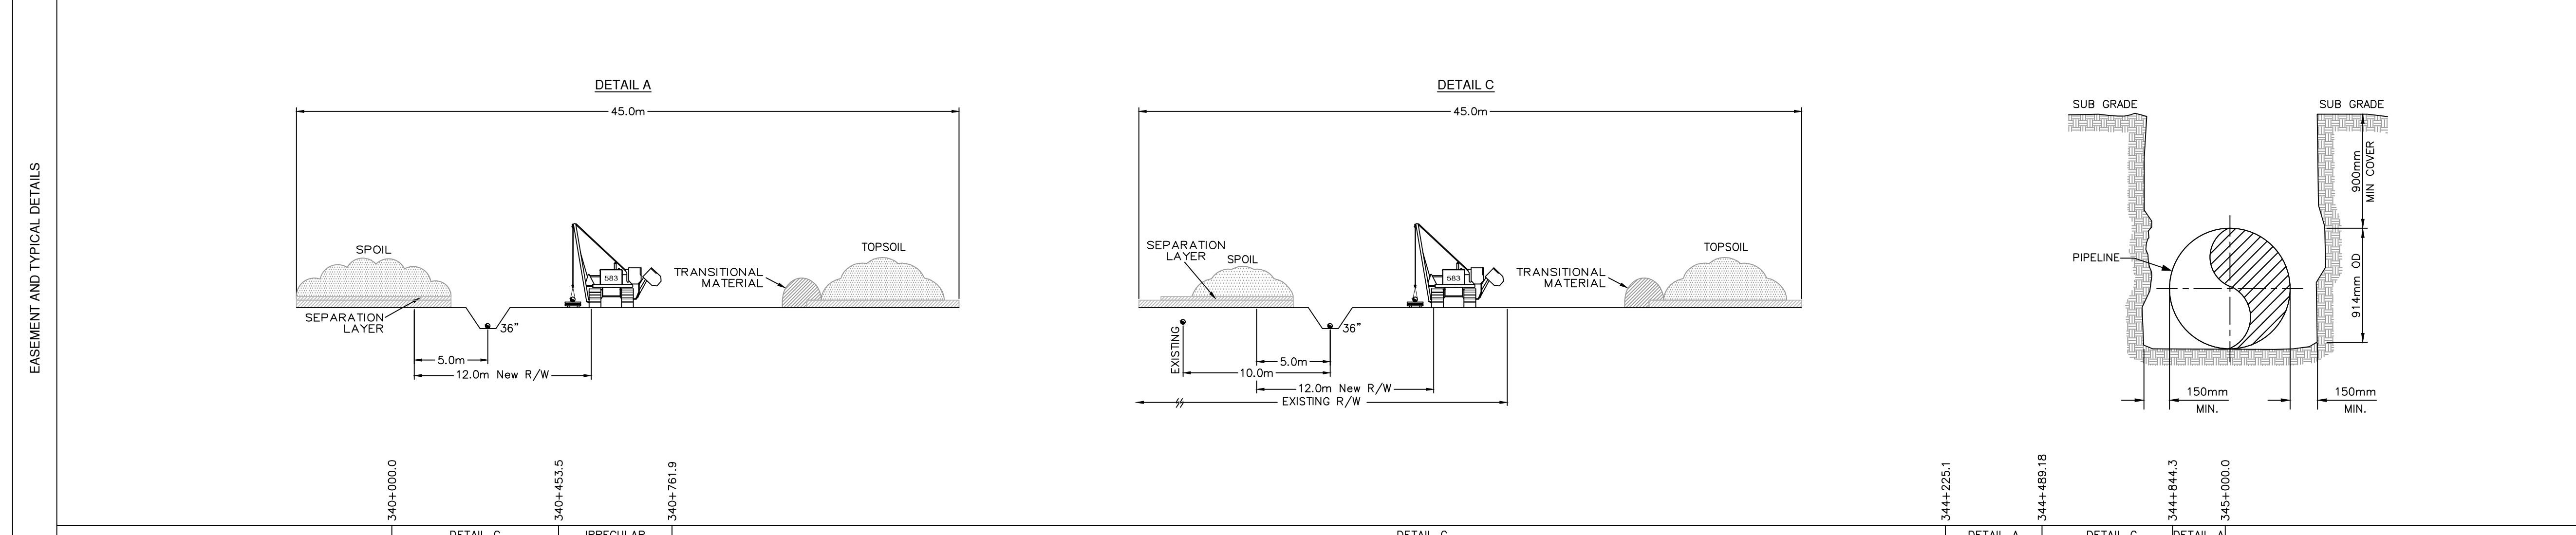 EASEMENT AND TYPICAL DETAILS
DETAIL A
45.0m
SPOIL
SEPARATION
LAYER
583
TRANSITIONAL
MATERIAL
TOPSOIL
36"
5.0m
12.0m New R/W
DETAIL C
45.0m
SEPARATION
LAYER
SPOIL
583
TRANSITIONAL
MATERIAL
TOPSOIL
36"
EXISTING
5.0m
10.0m
12.0m New R/W
EXISTING R/W
SUB GRADE
SUB GRADE
900mm
MIN COVER
PIPELINE
914mm OD
150mm
MIN.
150mm
MIN.
340+000.0
340+453.5
340+761.9
344+225.1
344+489.18
344+844.3
345+000.0
DETAIL C
IRREGULAR
DETAIL C
DETAIL A
DETAIL C
DETAIL A